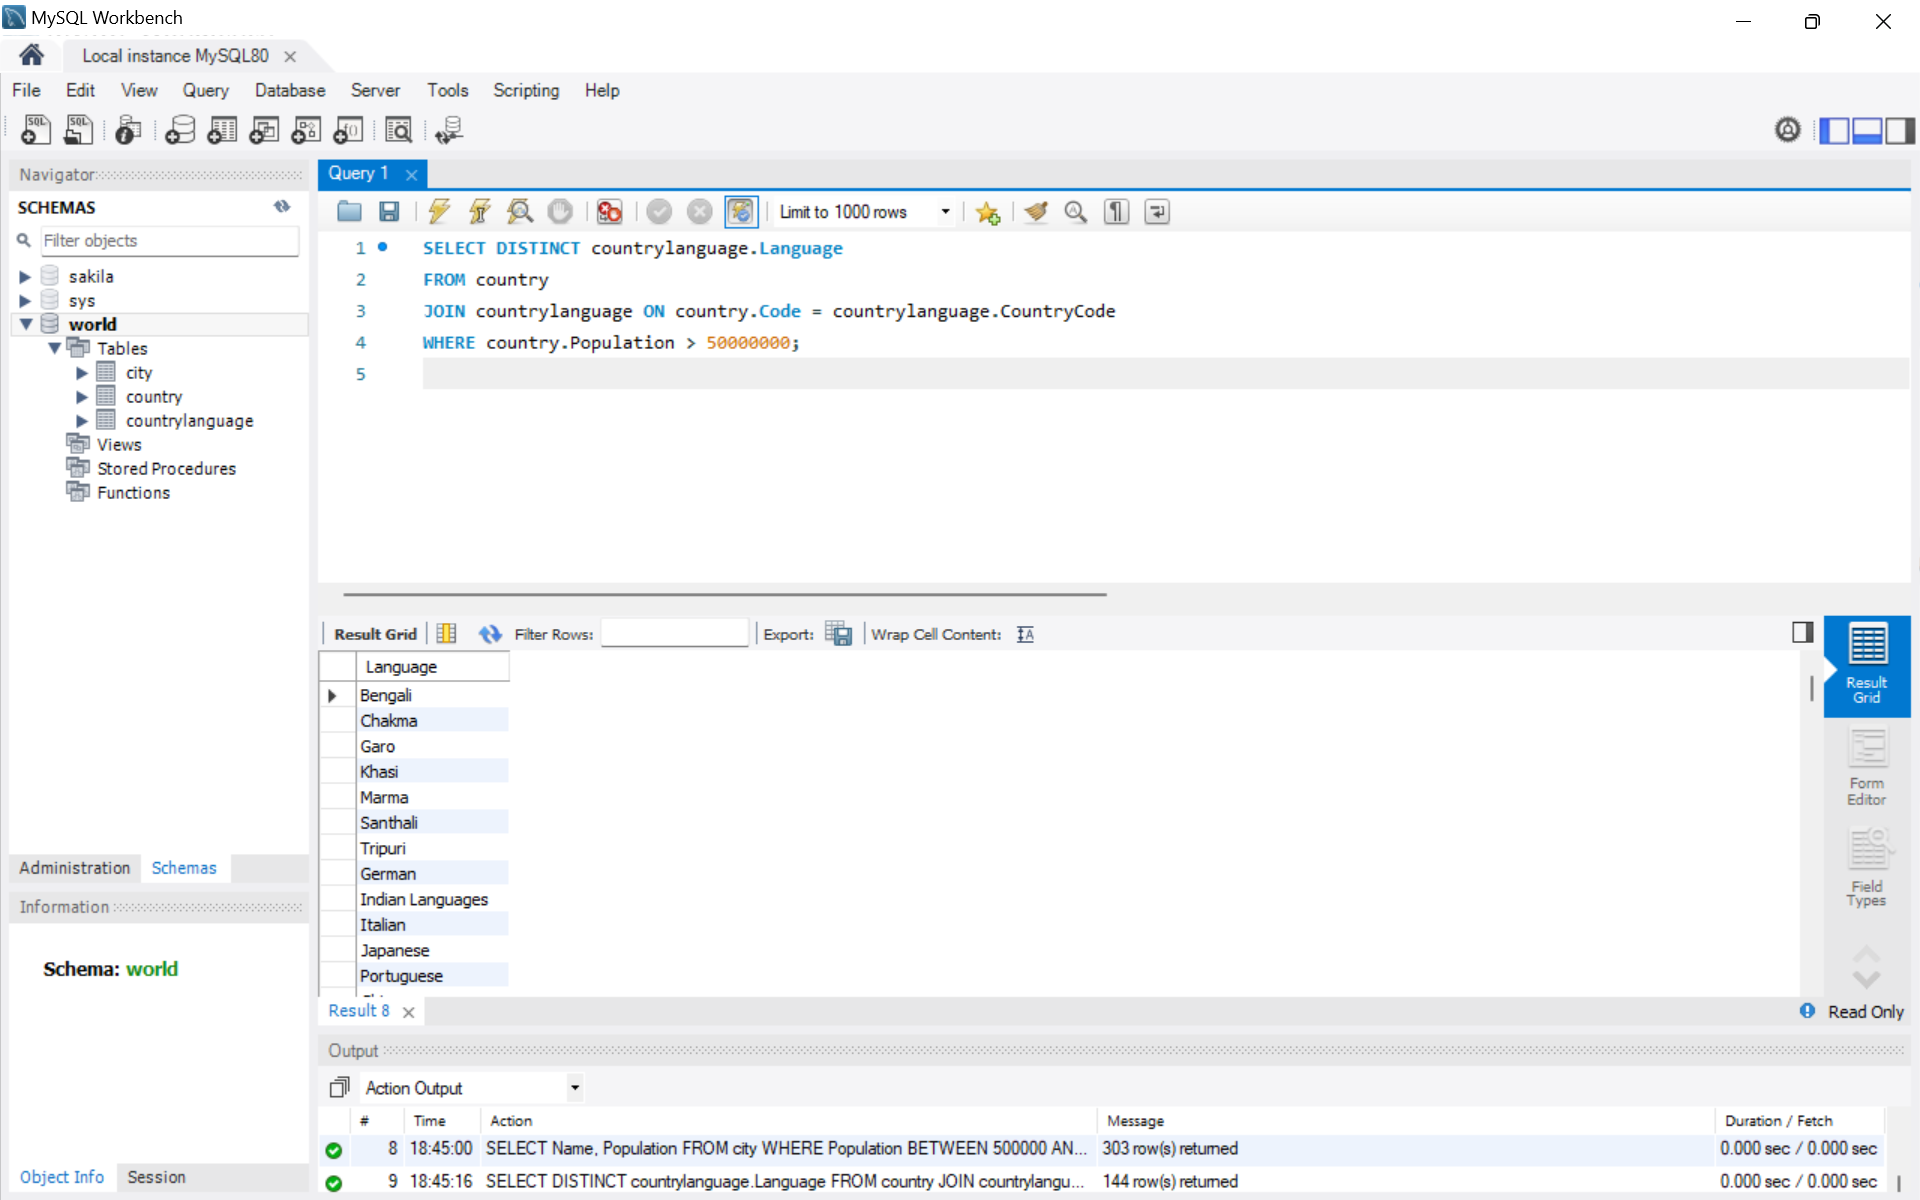 MySQL Workbench
Local instance MySQL80
File Edit View Query Database Server Tools Scripting Help
Navigator
SCHEMAS
Filter objects
sakila
sys
world
Tables
city
country
countrylanguage
Views
Stored Procedures
Functions
Administration Schemas
Information
Schema: world
Object Info Session
Query 1
Limit to 1000 rows
1 SELECT DISTINCT countrylanguage.Language
2 FROM country
3 JOIN countrylanguage ON country.Code = countrylanguage.CountryCode
4 WHERE country.Population > 50000000;
5
Result Grid Filter Rows: Export: Wrap Cell Content:
Language
Bengali
Chakma
Garo
Khasi
Marma
Santhali
Tripuri
German
Indian Languages
Italian
Japanese
Portuguese
Result
Grid
Form
Editor
Field
Types
Result 8
Read Only
Output
Action Output
# Time Action Message Duration / Fetch
8 18:45:00 SELECT Name, Population FROM city WHERE Population BETWEEN 500000 AN... 303 row(s) returned 0.000 sec / 0.000 sec
9 18:45:16 SELECT DISTINCT countrylanguage.Language FROM country JOIN countrylangu... 144 row(s) returned 0.000 sec / 0.000 sec